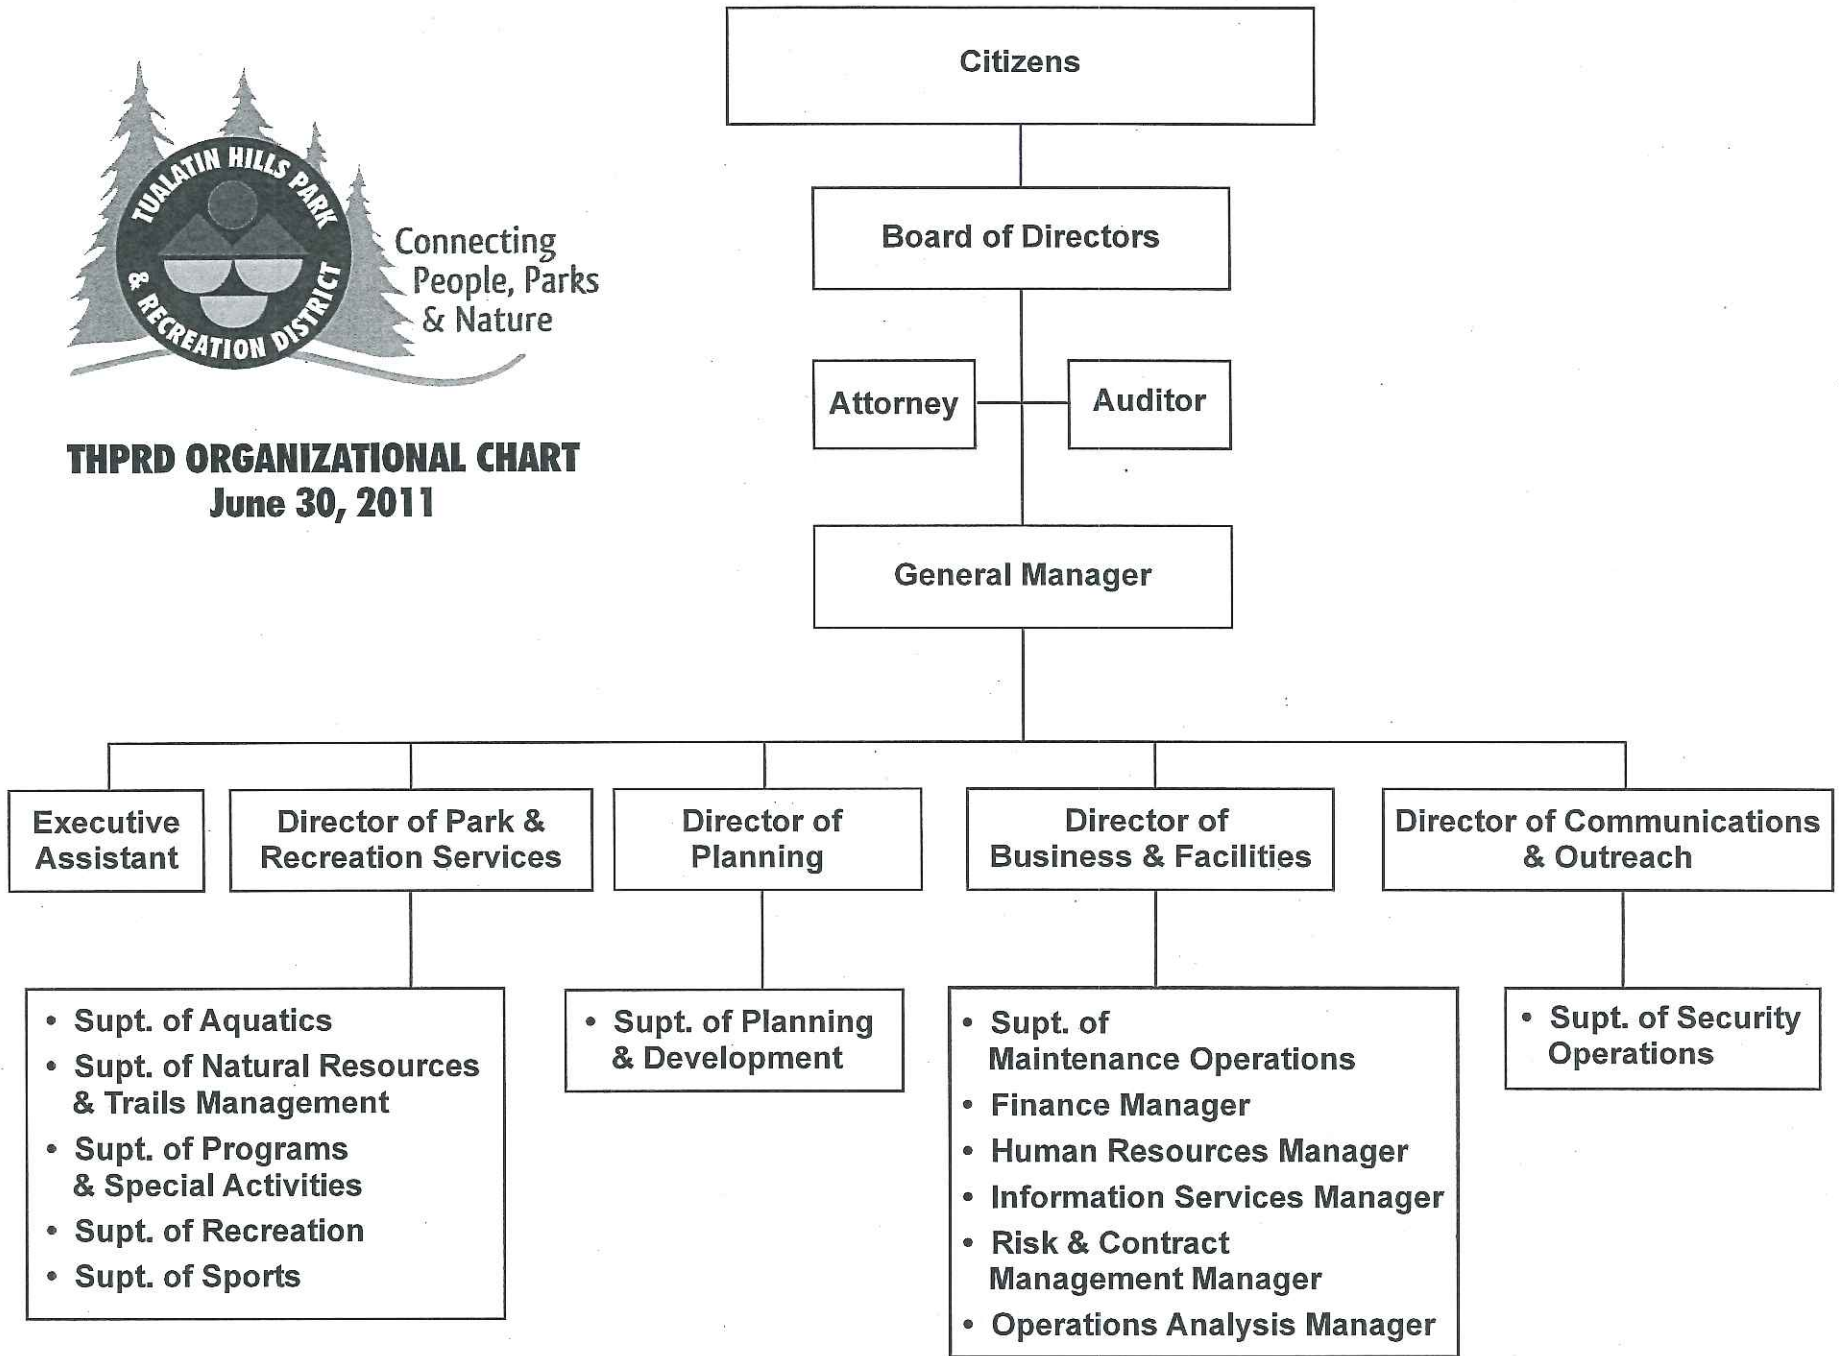 TUALATIN HILLS PARK
& RECREATION DISTRICT
Connecting
People, Parks
& Nature
THPRD ORGANIZATIONAL CHART
June 30, 2011
Citizens
Board of Directors
Attorney
Auditor
General Manager
Executive
Assistant
Director of Park &
Recreation Services
Director of
Planning
Director of
Business & Facilities
Director of Communications
& Outreach
• Supt. of Aquatics
• Supt. of Natural Resources
& Trails Management
• Supt. of Programs
& Special Activities
• Supt. of Recreation
• Supt. of Sports
• Supt. of Planning
& Development
• Supt. of
Maintenance Operations
• Finance Manager
• Human Resources Manager
• Information Services Manager
• Risk & Contract
Management Manager
• Operations Analysis Manager
• Supt. of Security
Operations